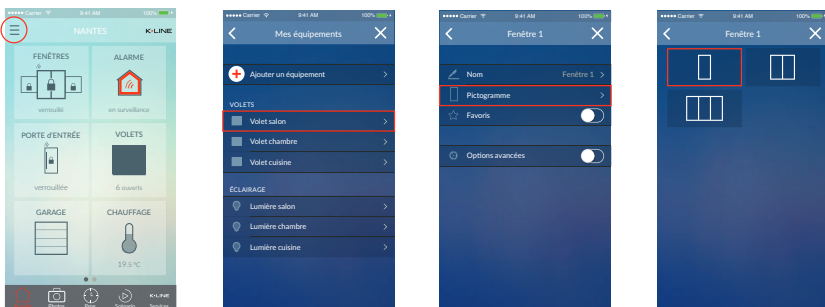 Carrier 9:41 AM 100%
NANTES K•LINE
FENÊTRES ALARME
verrouillé en surveillance
PORTE d'ENTRÉE VOLETS
verrouillée 6 ouverts
GARAGE CHAUFFAGE
19.5 °C
Photos Scénario K•LINE
Services
Carrier 9:41 AM 100%
Mes équipements
Ajouter un équipement
VOLETS
Volet salon
Volet chambre
Volet cuisine
ÉCLAIRAGE
Lumière salon
Lumière chambre
Lumière cuisine
Carrier 9:41 AM 100%
Fenêtre 1
Nom Fenêtre 1
Pictogramme
Favoris
Options avancées
Carrier 9:41 AM 100%
Fenêtre 1